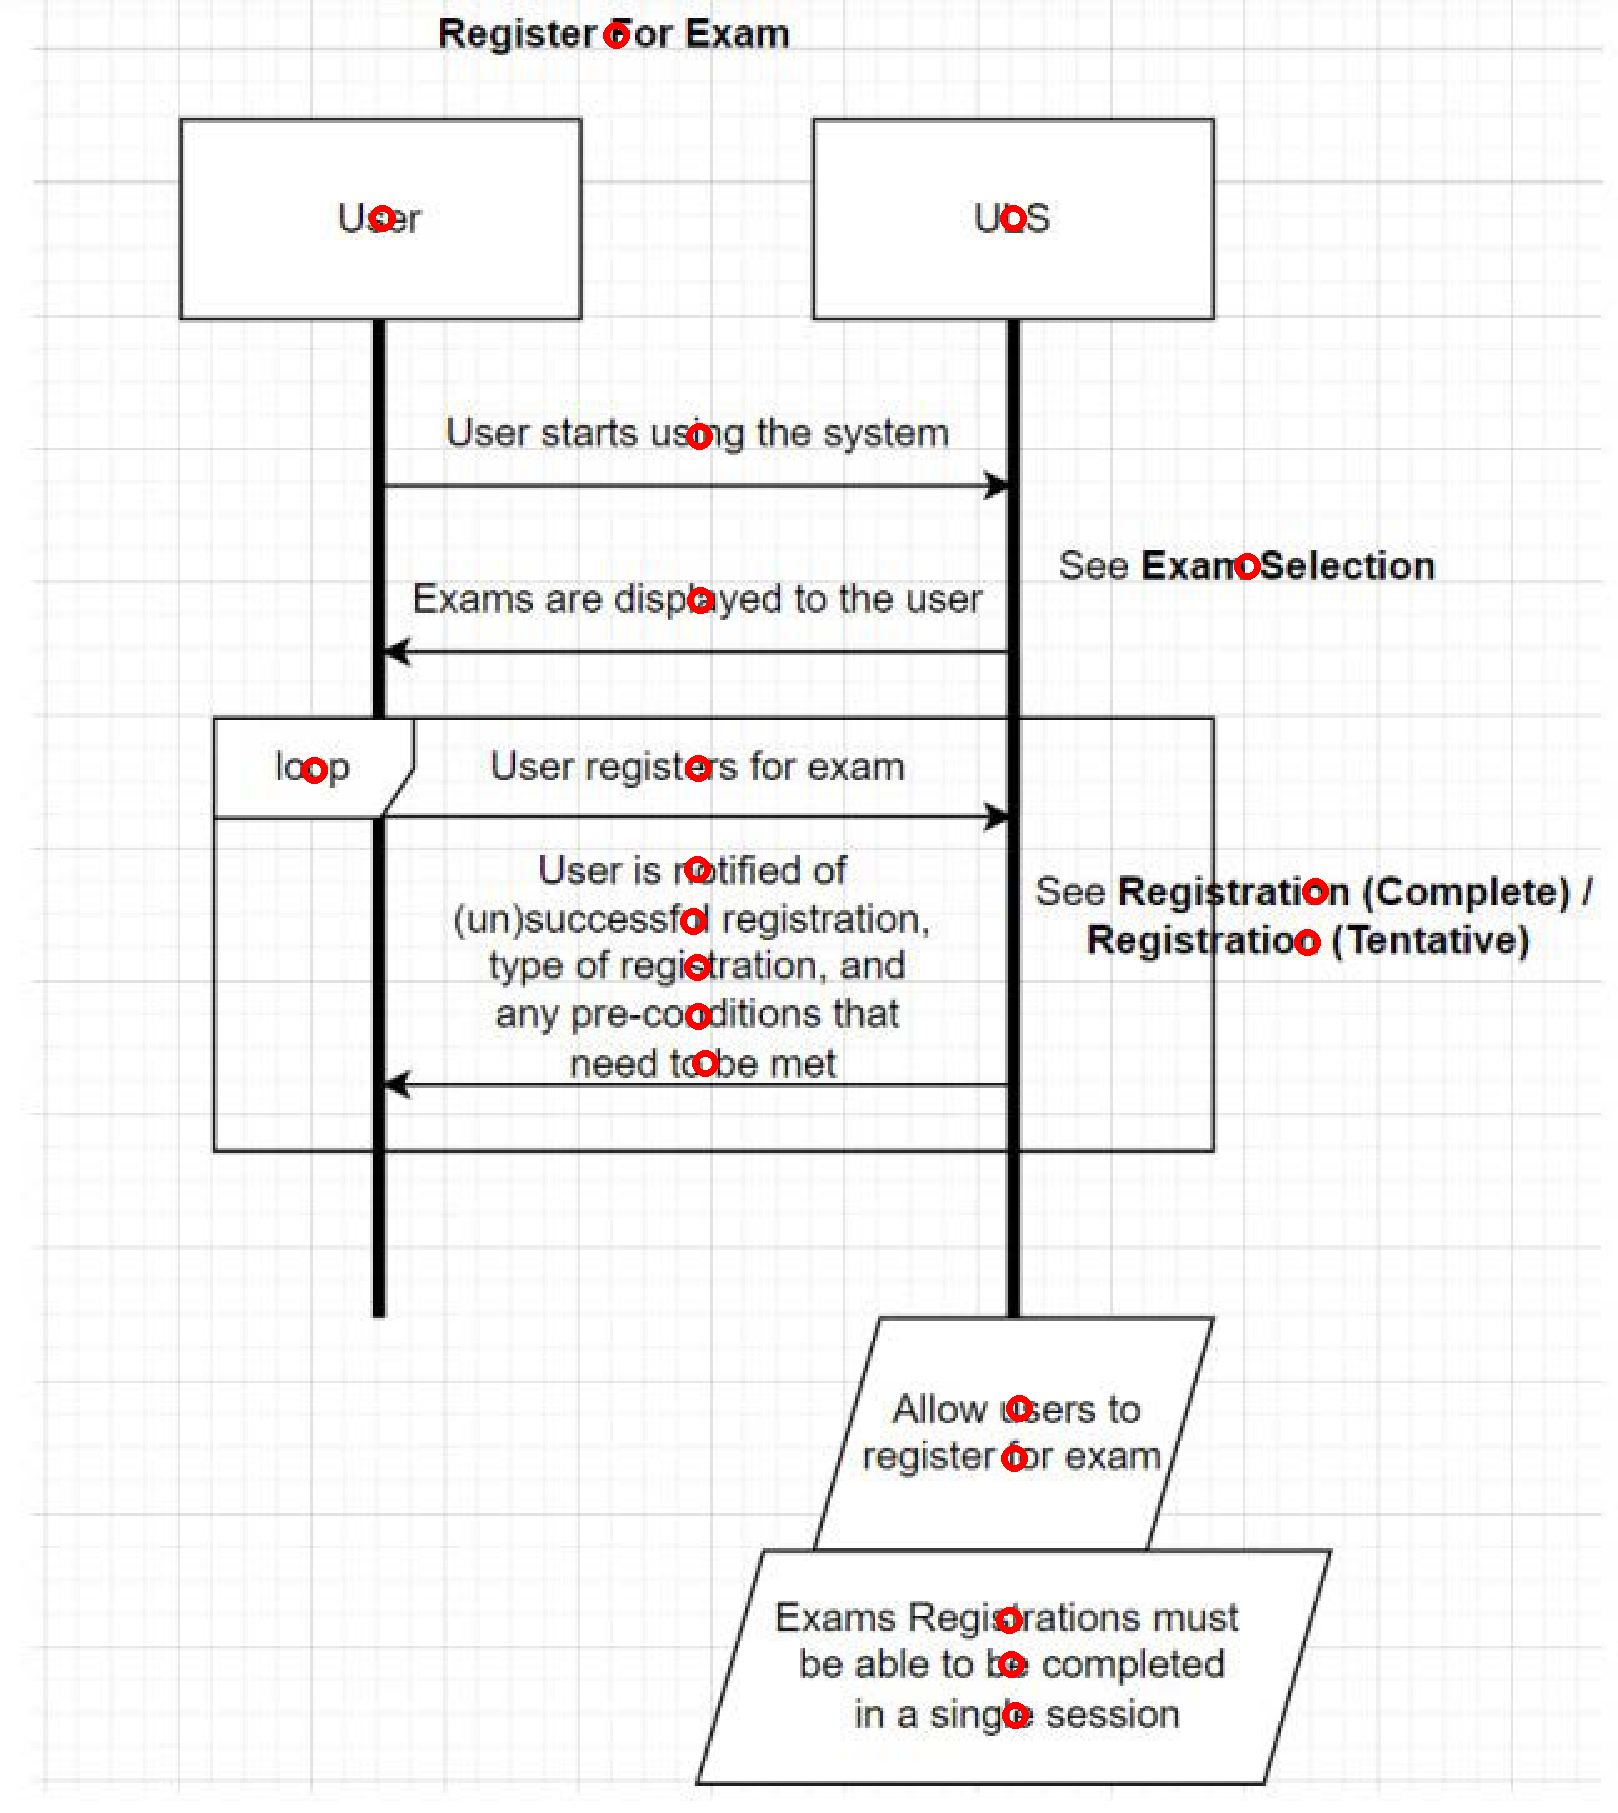 Register For Exam
User
ULS
User starts using the system
See Exam Selection
Exams are displayed to the user
loop
User registers for exam
User is notified of
(un)successful registration,
type of registration, and
any pre-conditions that
need to be met
See Registration (Complete) /
Registration (Tentative)
Allow users to
register for exam
Exams Registrations must
be able to be completed
in a single session